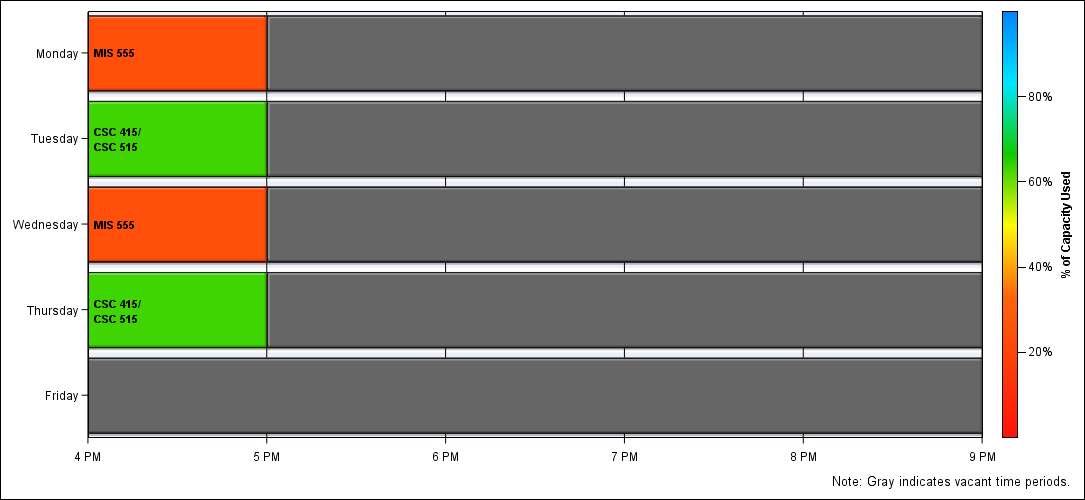 Monday
MIS 555
Tuesday
CSC 415/
CSC 515
Wednesday
MIS 555
Thursday
CSC 415/
CSC 515
Friday
4 PM
5 PM
6 PM
7 PM
8 PM
9 PM
80%
60%
40%
20%
% of Capacity Used
Note: Gray indicates vacant time periods.